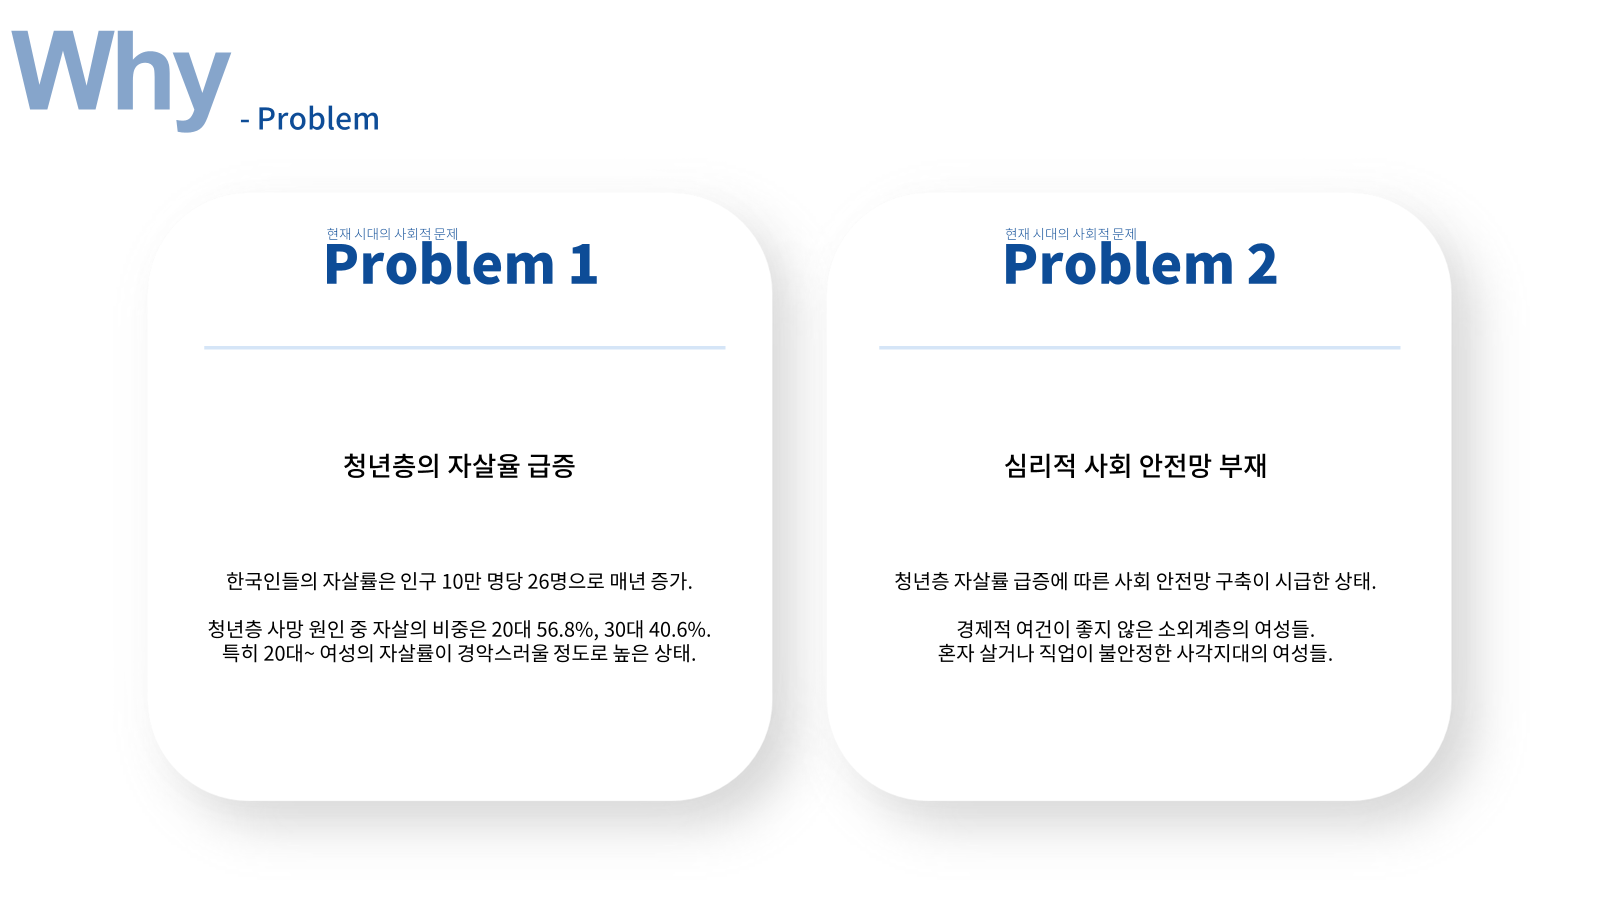 Why
- Problem
현재 시대의 사회적 문제
Problem 1
청년층의 자살율 급증
한국인들의 자살률은 인구 10만 명당 26명으로 매년 증가.
청년층 사망 원인 중 자살의 비중은 20대 56.8%, 30대 40.6%.
특히 20대~ 여성의 자살률이 경악스러울 정도로 높은 상태.
현재 시대의 사회적 문제
Problem 2
심리적 사회 안전망 부재
청년층 자살률 급증에 따른 사회 안전망 구축이 시급한 상태.
경제적 여건이 좋지 않은 소외계층의 여성들.
혼자 살거나 직업이 불안정한 사각지대의 여성들.